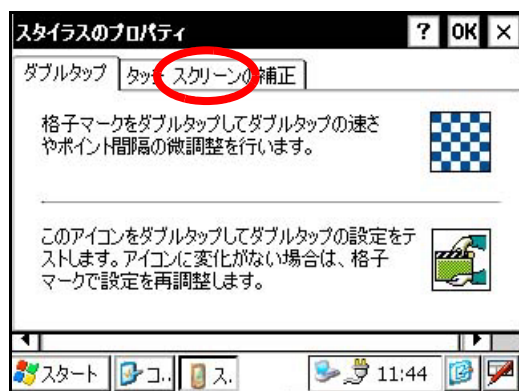 スタイラスのプロパティ ? OK ×
ダブルタップ タッチ スクリーンの補正
格子マークをダブルタップしてダブルタップの速さ
やポイント間隔の微調整を行います。
このアイコンをダブルタップしてダブルタップの設定をテ
ストします。アイコンに変化がない場合は、格子
マークで設定を再調整します。
スタート コ.. ス. 11:44